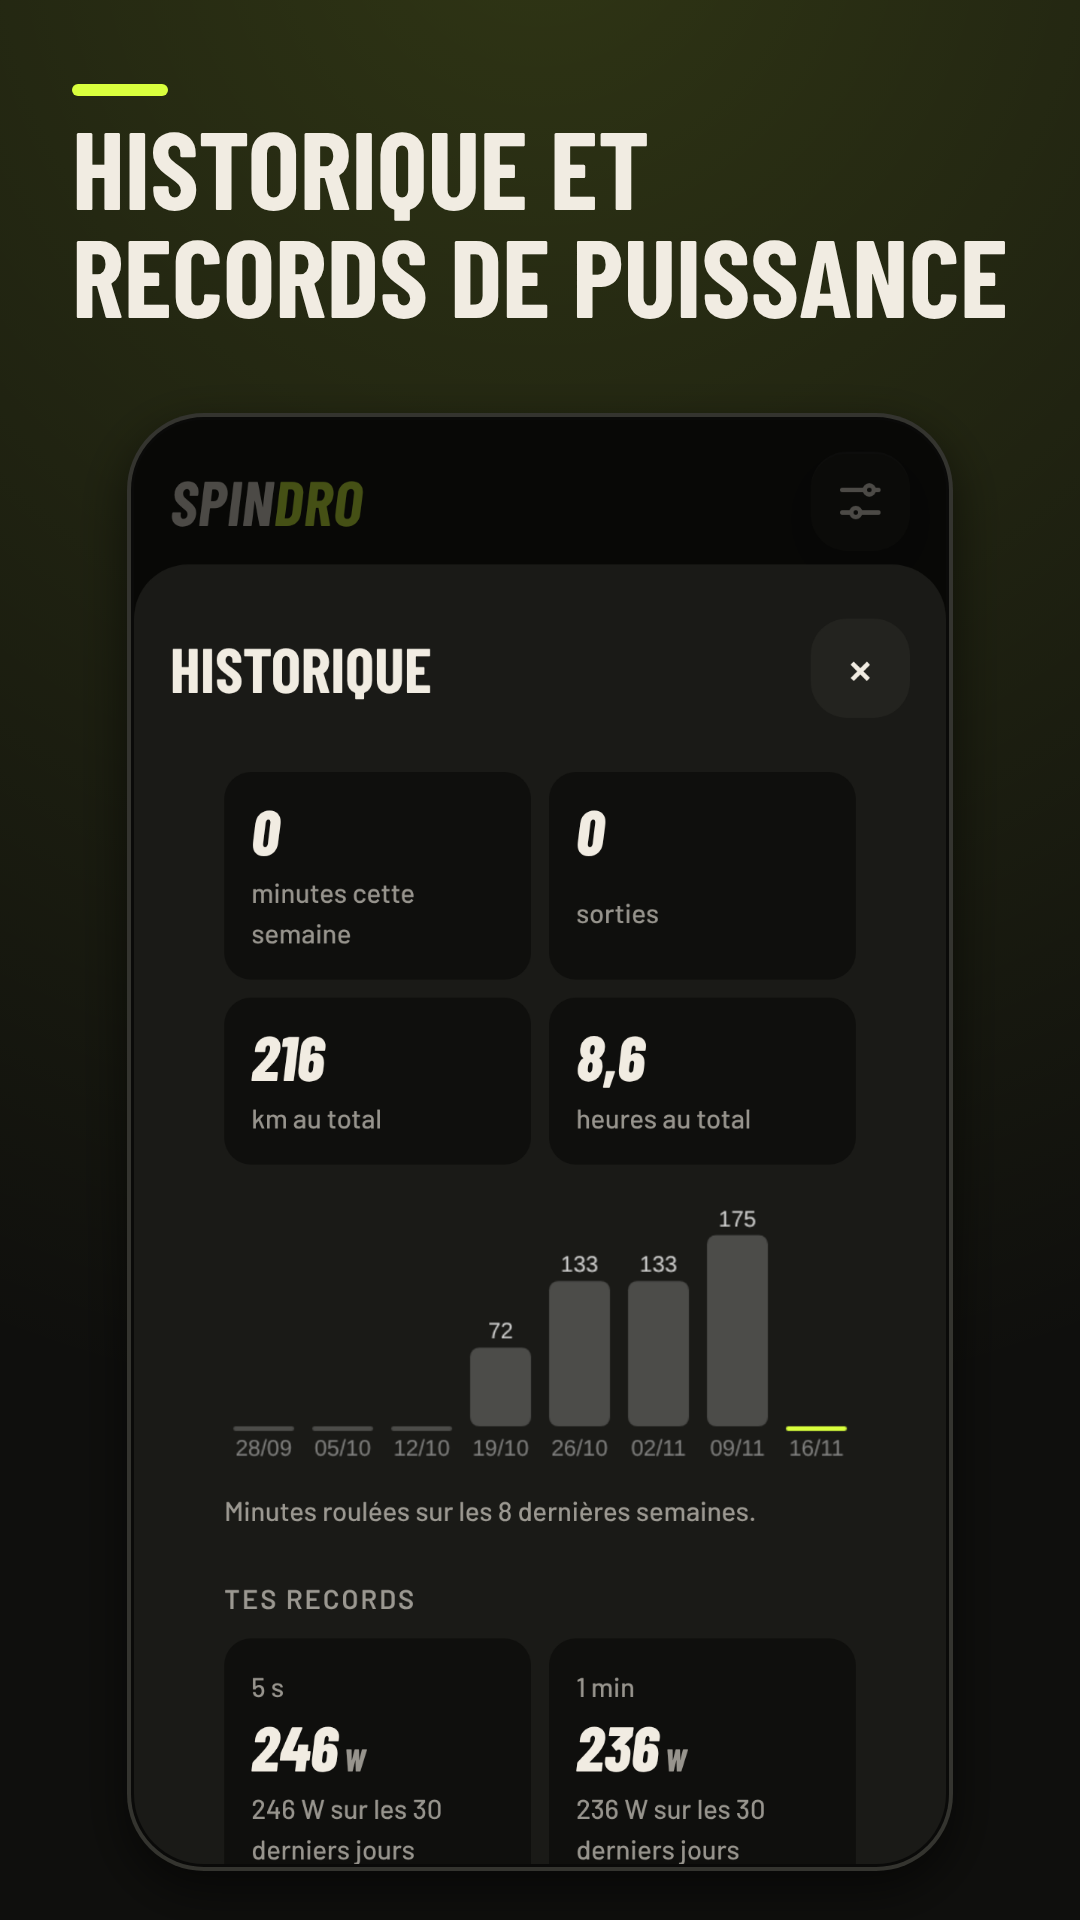 HISTORIQUE ET
RECORDS DE PUISSANCE
SPINDRO
HISTORIQUE
×
0
minutes cette
semaine
0
sorties
216
km au total
8,6
heures au total
72
133
133
175
28/09 05/10 12/10 19/10 26/10 02/11 09/11 16/11
Minutes roulées sur les 8 dernières semaines.
TES RECORDS
5 s
246 W
246 W sur les 30
derniers jours
1 min
236 W
236 W sur les 30
derniers jours